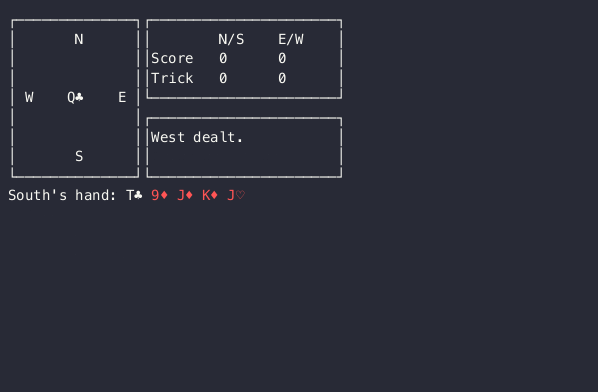 N
N/S E/W
Score 0 0
Trick 0 0
W Q♣ E
West dealt.
S
South's hand: T♣ 9♦ J♦ K♦ J♡